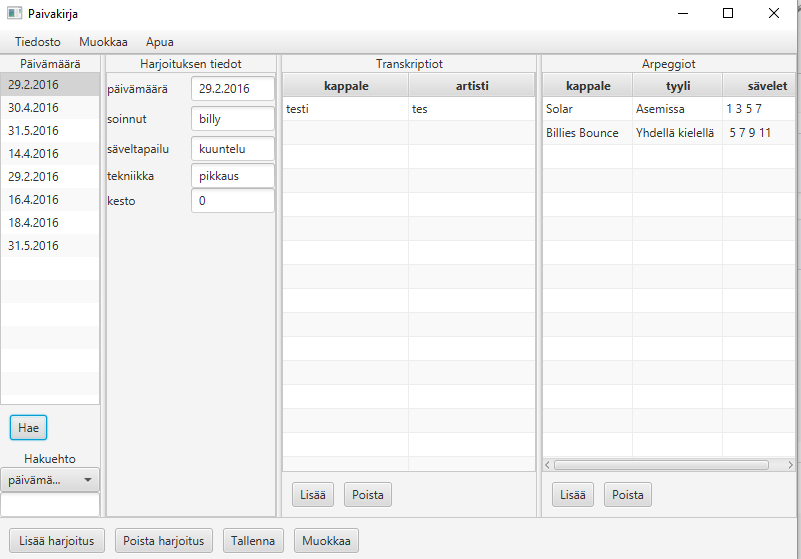 Paivakirja
Tiedosto Muokkaa Apua
Päivämäärä
29.2.2016
30.4.2016
31.5.2016
14.4.2016
29.2.2016
16.4.2016
18.4.2016
31.5.2016
Hae
Hakuehto
päivämä...
Harjoituksen tiedot
päivämäärä 29.2.2016
soinnut billy
säveltapailu kuuntelu
tekniikka pikkaus
kesto 0
Transkriptiot
kappale artisti
testi tes
Lisää Poista
Arpeggiot
kappale tyyli sävelet
Solar Asemissa 1 3 5 7
Billies Bounce Yhdellä kielellä 5 7 9 11
Lisää Poista
Lisää harjoitus Poista harjoitus Tallenna Muokkaa